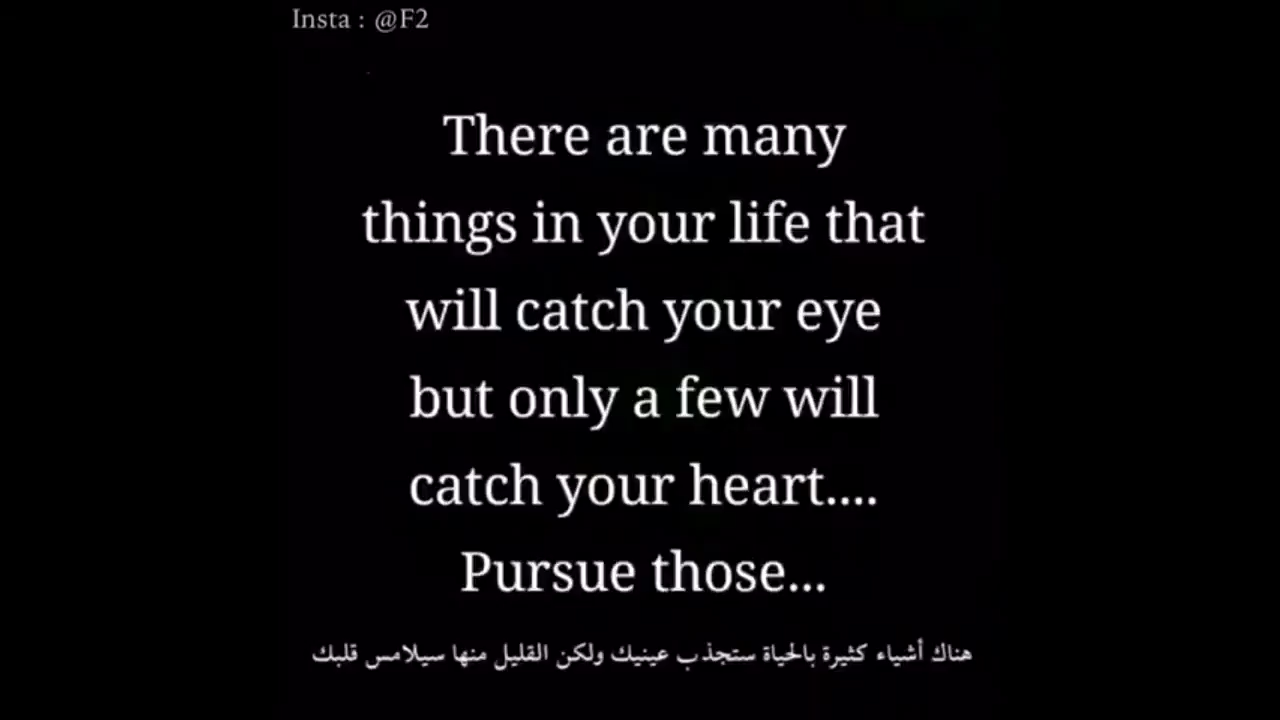 Insta : @F2
There are many
things in your life that
will catch your eye
but only a few will
catch your heart....
Pursue those...
هناك أشياء كثيرة بالحياة ستجذب عينيك ولكن القليل منها سيلامس قلبك